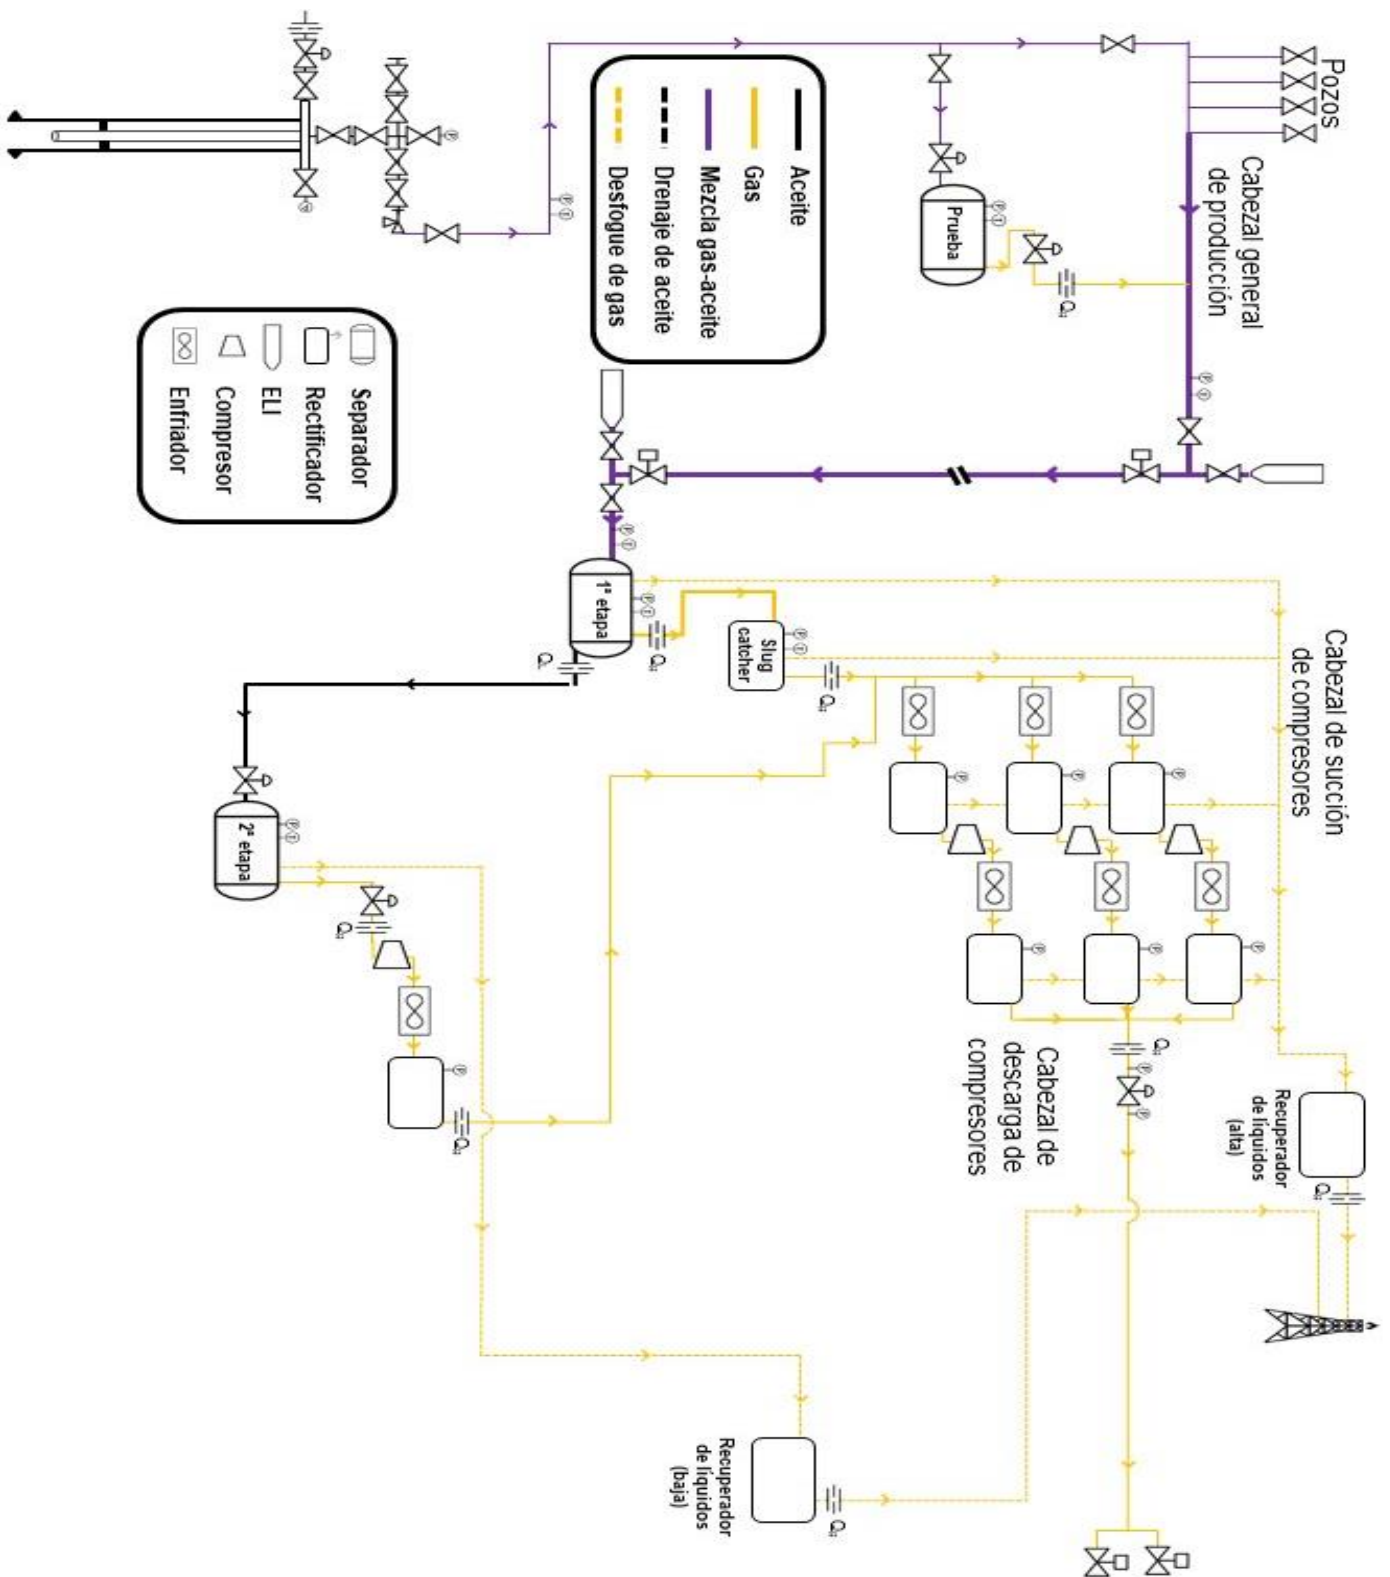 Pozos
Cabezal general
de producción
Prueba
Q
Aceite
Gas
Mezcla gas-aceite
Drenaje de aceite
Desfogue de gas
Separador
Rectificador
ELI
Compresor
Enfriador
1ª etapa
Slug
catcher
2ª etapa
Cabezal de succión
de compresores
Cabezal de
descarga de
compresores
Recuperador
de líquidos
(alta)
Recuperador
de líquidos
(baja)